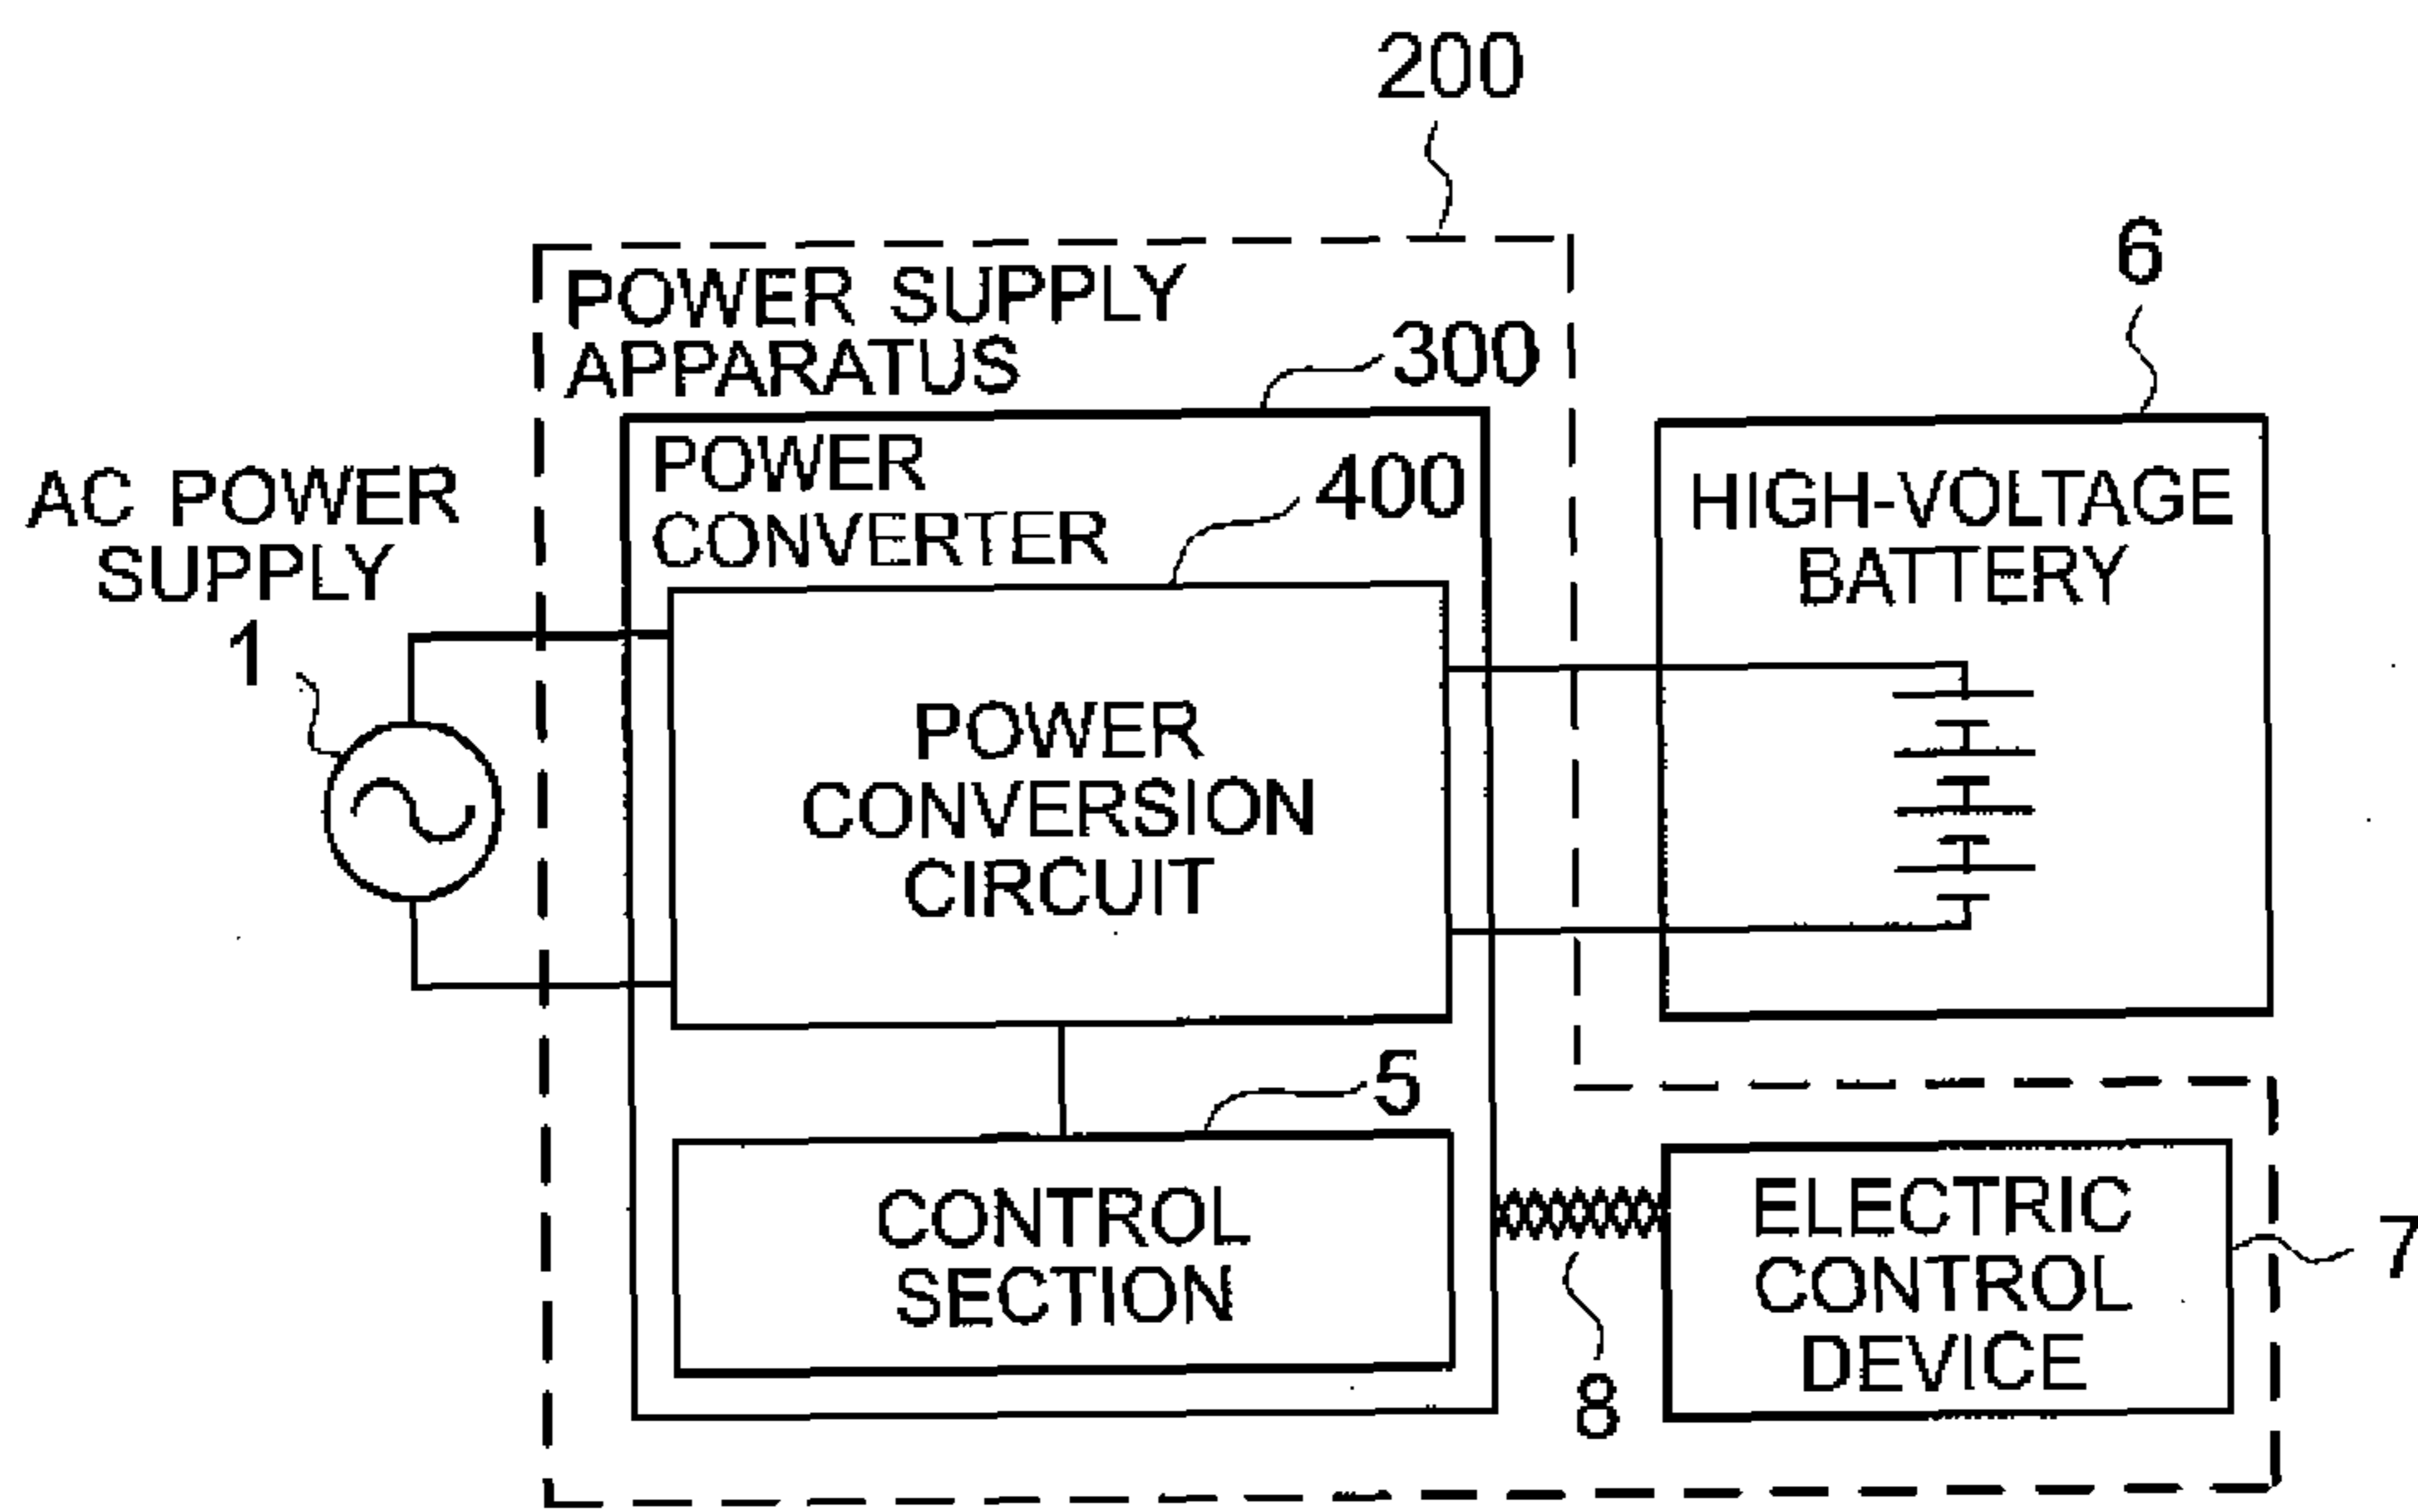 200
6
POWER SUPPLY
APPARATUS
300
POWER
CONVERTER
400
AC POWER
SUPPLY
1
HIGH-VOLTAGE
BATTERY
POWER
CONVERSION
CIRCUIT
5
CONTROL
SECTION
ELECTRIC
CONTROL
DEVICE
7
8